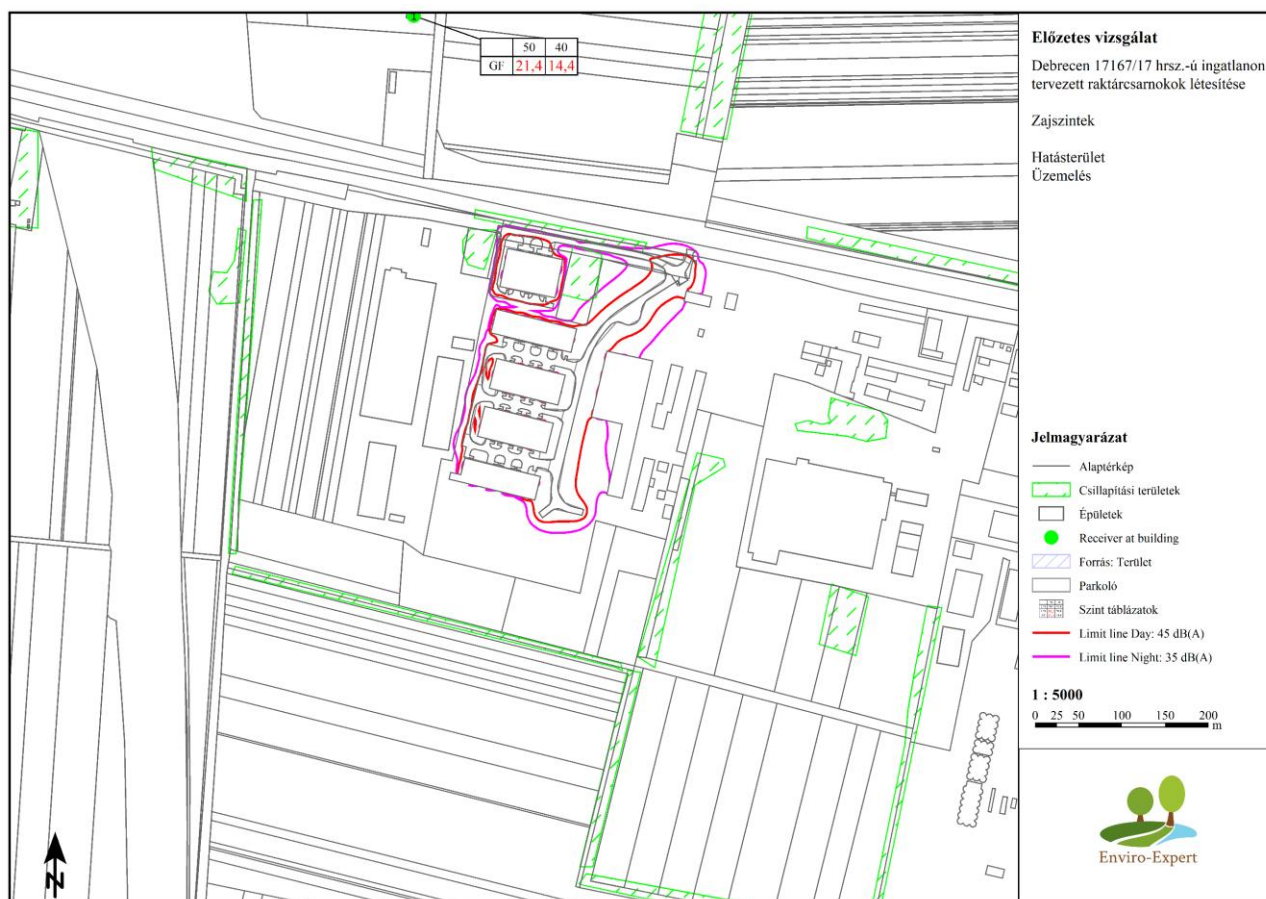 50 40
GF 21,4 14,4
Előzetes vizsgálat
Debrecen 17167/17 hrsz.-ú ingatlanon
tervezett raktárcsarnokok létesítése
Zajszintek
Hatásterület
Üzemelés
Jelmagyarázat
Alaptérkép
Csillapítási területek
Épületek
Receiver at building
Forrás: Terület
Parkoló
Szint táblázatok
Limit line Day: 45 dB(A)
Limit line Night: 35 dB(A)
1 : 5000
0 25 50 100 150 200
m
N
Enviro-Expert